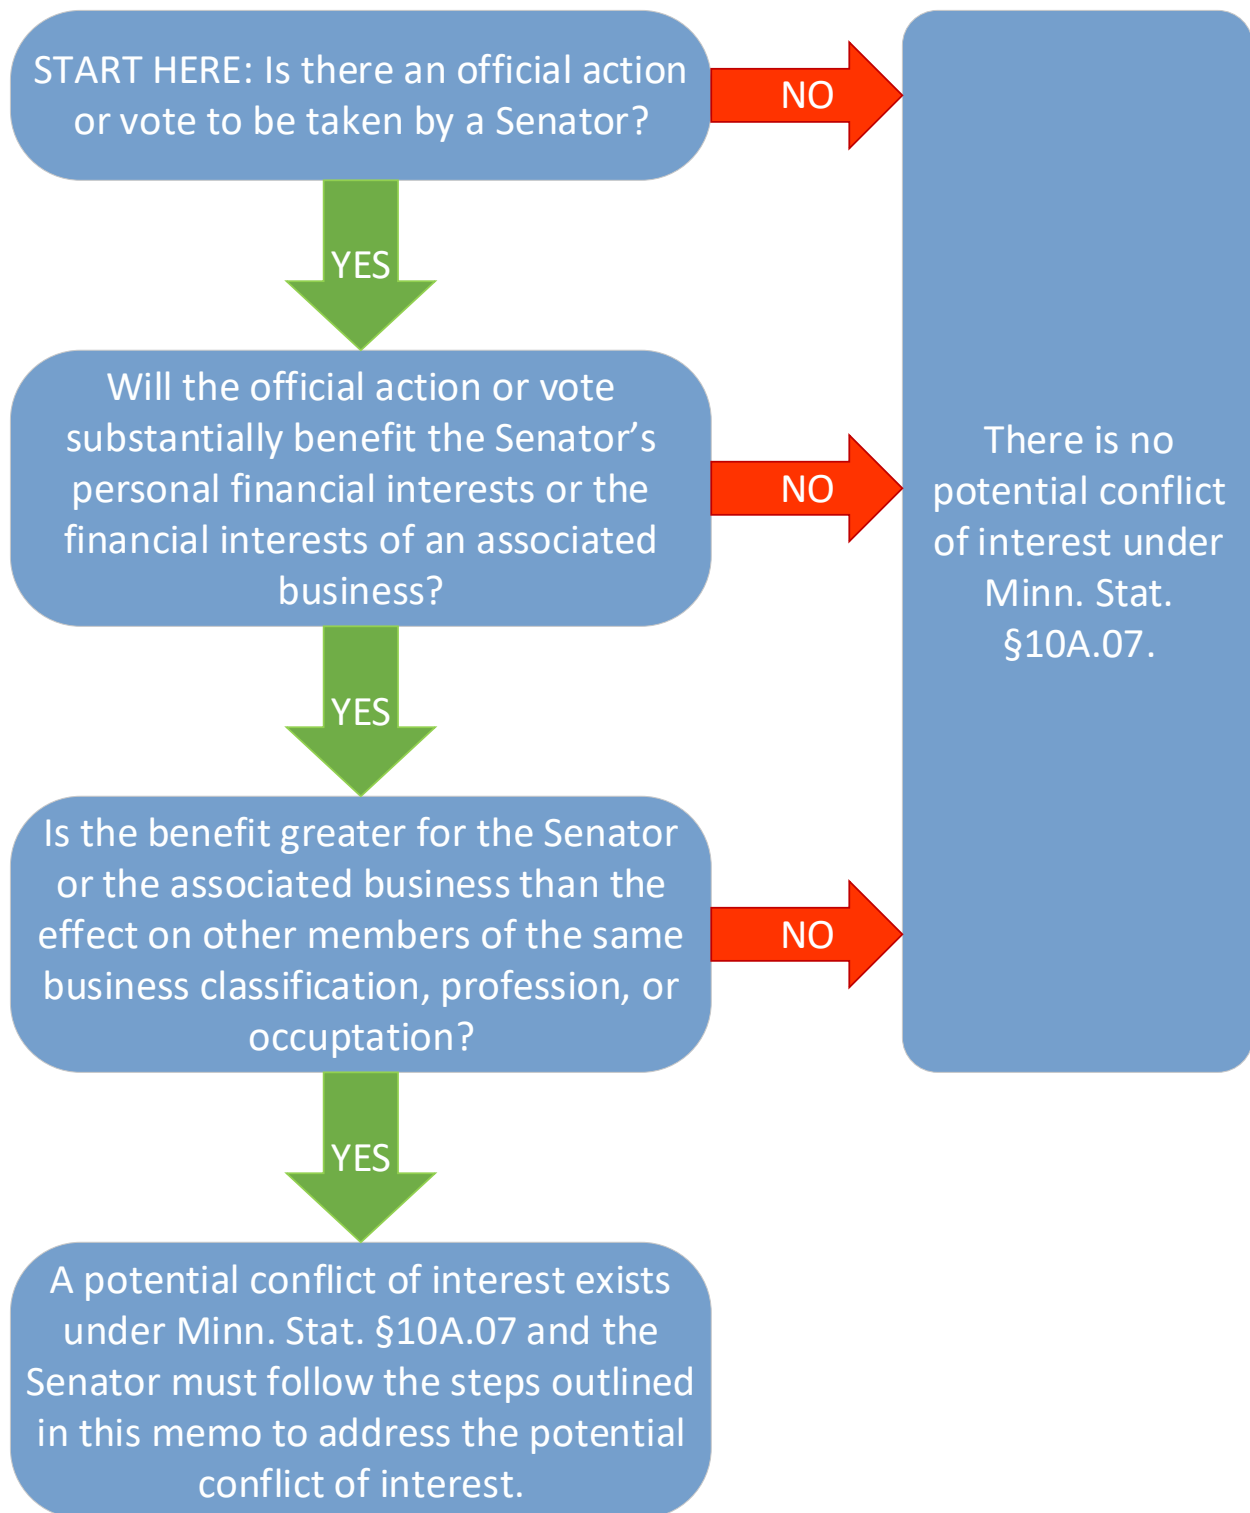 START HERE: Is there an official action
or vote to be taken by a Senator?
NO
YES
Will the official action or vote
substantially benefit the Senator’s
personal financial interests or the
financial interests of an associated
business?
NO
There is no
potential conflict
of interest under
Minn. Stat.
§10A.07.
YES
Is the benefit greater for the Senator
or the associated business than the
effect on other members of the same
business classification, profession, or
occuptation?
NO
YES
A potential conflict of interest exists
under Minn. Stat. §10A.07 and the
Senator must follow the steps outlined
in this memo to address the potential
conflict of interest.